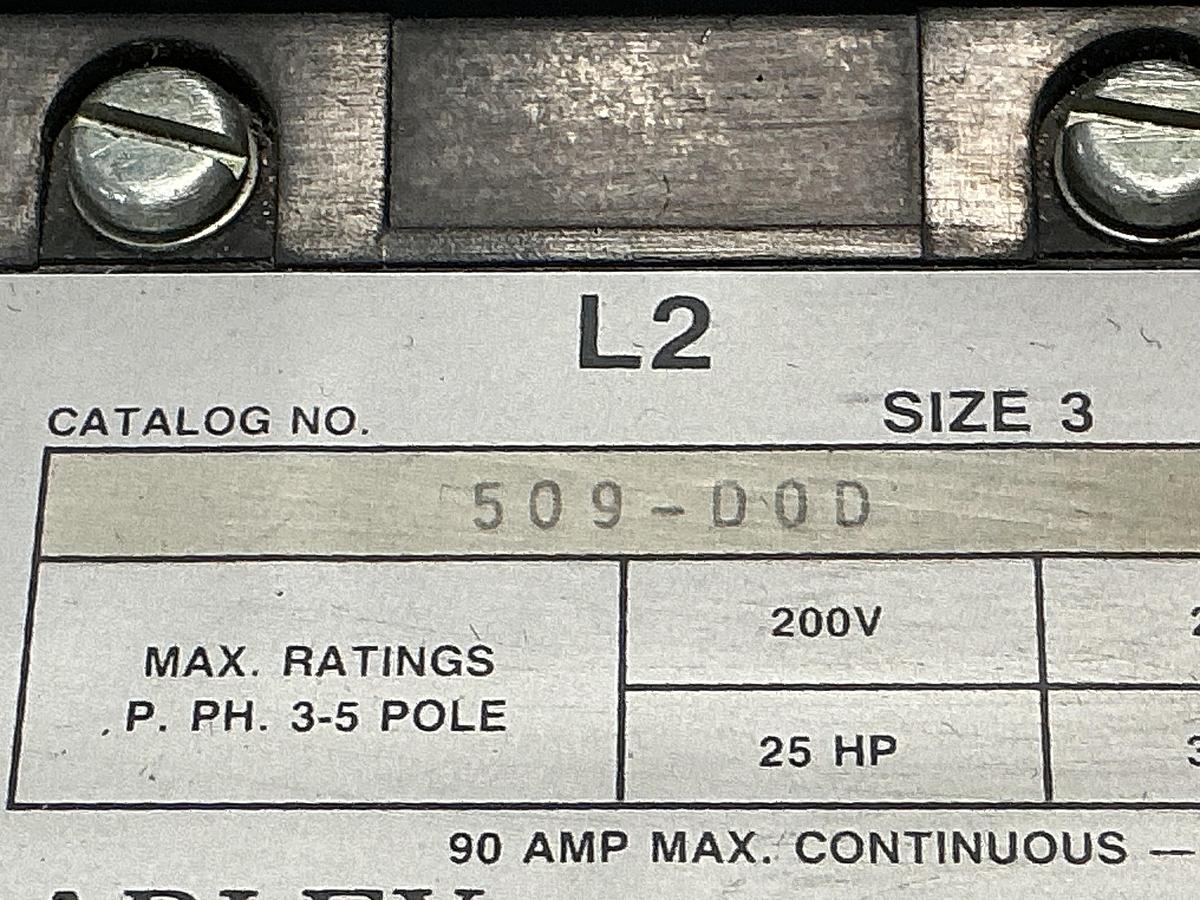 L2
CATALOG NO. SIZE 3
509-DOD
MAX. RATINGS
P. PH. 3-5 POLE
200V
25 HP
90 AMP MAX. CONTINUOUS —